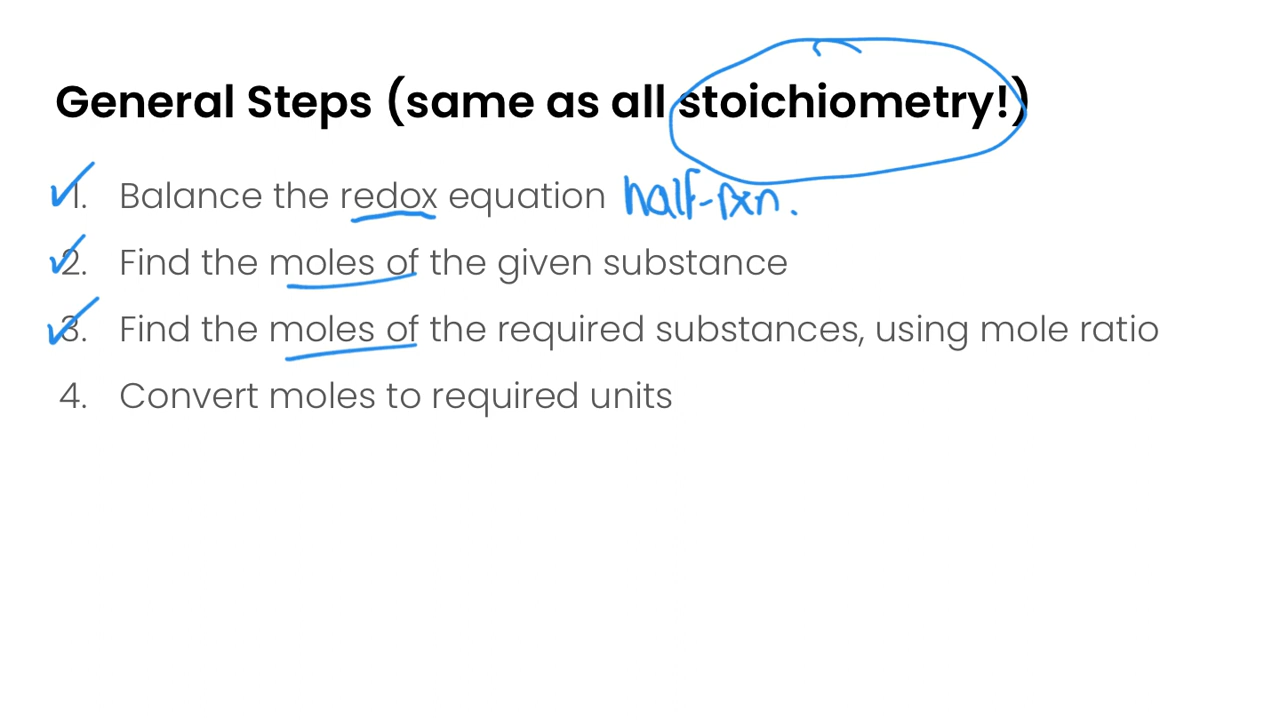 General Steps (same as all stoichiometry!)
1. Balance the redox equation half-rxn.
2. Find the moles of the given substance
3. Find the moles of the required substances, using mole ratio
4. Convert moles to required units